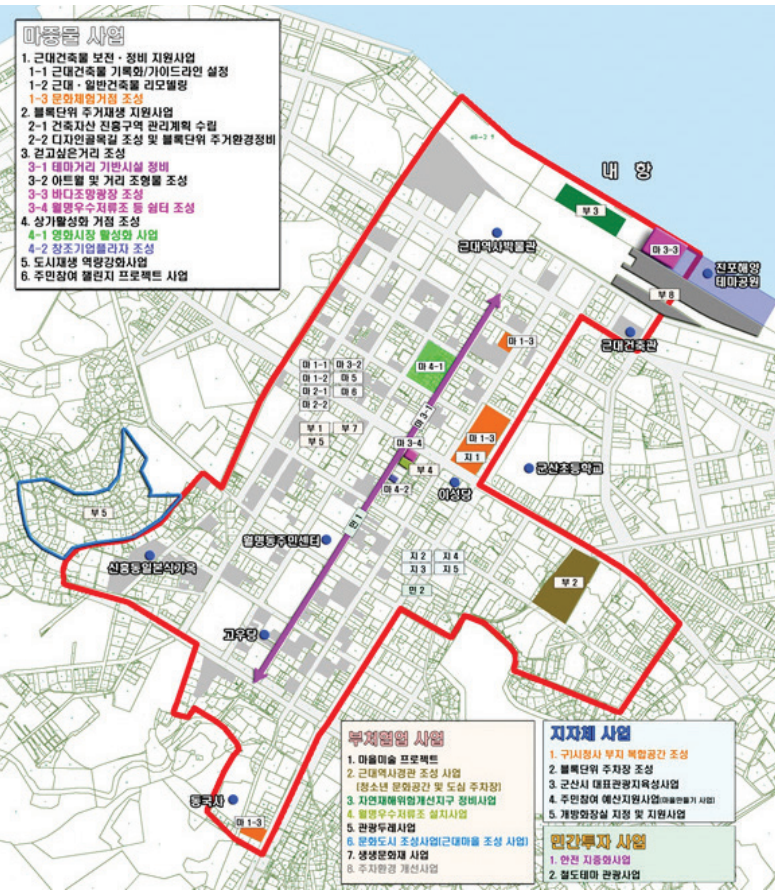 마중물 사업
1. 근대건축물 보전 · 정비 지원사업
1-1 근대건축물 기록화/가이드라인 설정
1-2 근대 · 일반건축물 리모델링
1-3 문화체험거점 조성
2. 블록단위 주거재생 지원사업
2-1 건축자산 진흥구역 관리계획 수립
2-2 디자인골목길 조성 및 블록단위 주거환경정비
3. 걷고싶은거리 조성
3-1 테마거리 기반시설 정비
3-2 아트월 및 거리 조형물 조성
3-3 바다조망광장 조성
3-4 월명우수저류조 등 쉼터 조성
4. 상가활성화 거점 조성
4-1 영화시장 활성화 사업
4-2 창조기업플라자 조성
5. 도시재생 역량강화사업
6. 주민참여 챌린지 프로젝트 사업
내 항
부 3
근대역사박물관
마 3-3
진포해양
테마공원
부 8
근대건축관
마 1-3
마 1-1 마 3-2
마 1-2 마 5
마 2-1 마 6
마 2-2
마 4-1
마 3-1
부 1 부 7
부 5
마 3-4
마 1-3
지 1
부 4
마 4-2
이성당
군산초등학교
부 5
민 1
월명동주민센터
신흥동일본식가옥
지 2 지 4
지 3 지 5
민 2
부 2
고우당
동국사
마 1-3
부처협업 사업
1. 마을미술 프로젝트
2. 근대역사경관 조성 사업
(청소년 문화공간 및 도심 주차장)
3. 자연재해위험개선지구 정비사업
4. 월명우수저류조 설치사업
5. 관광두레사업
6. 문화도시 조성사업(근대마을 조성 사업)
7. 생생문화재 사업
8. 주차환경 개선사업
지자체 사업
1. 구)시청사 부지 복합공간 조성
2. 블록단위 주차장 조성
3. 군산시 대표관광지육성사업
4. 주민참여 예산지원사업(마을만들기 사업)
5. 개방화장실 지정 및 지원사업
민간투자 사업
1. 한전 지중화사업
2. 철도테마 관광사업